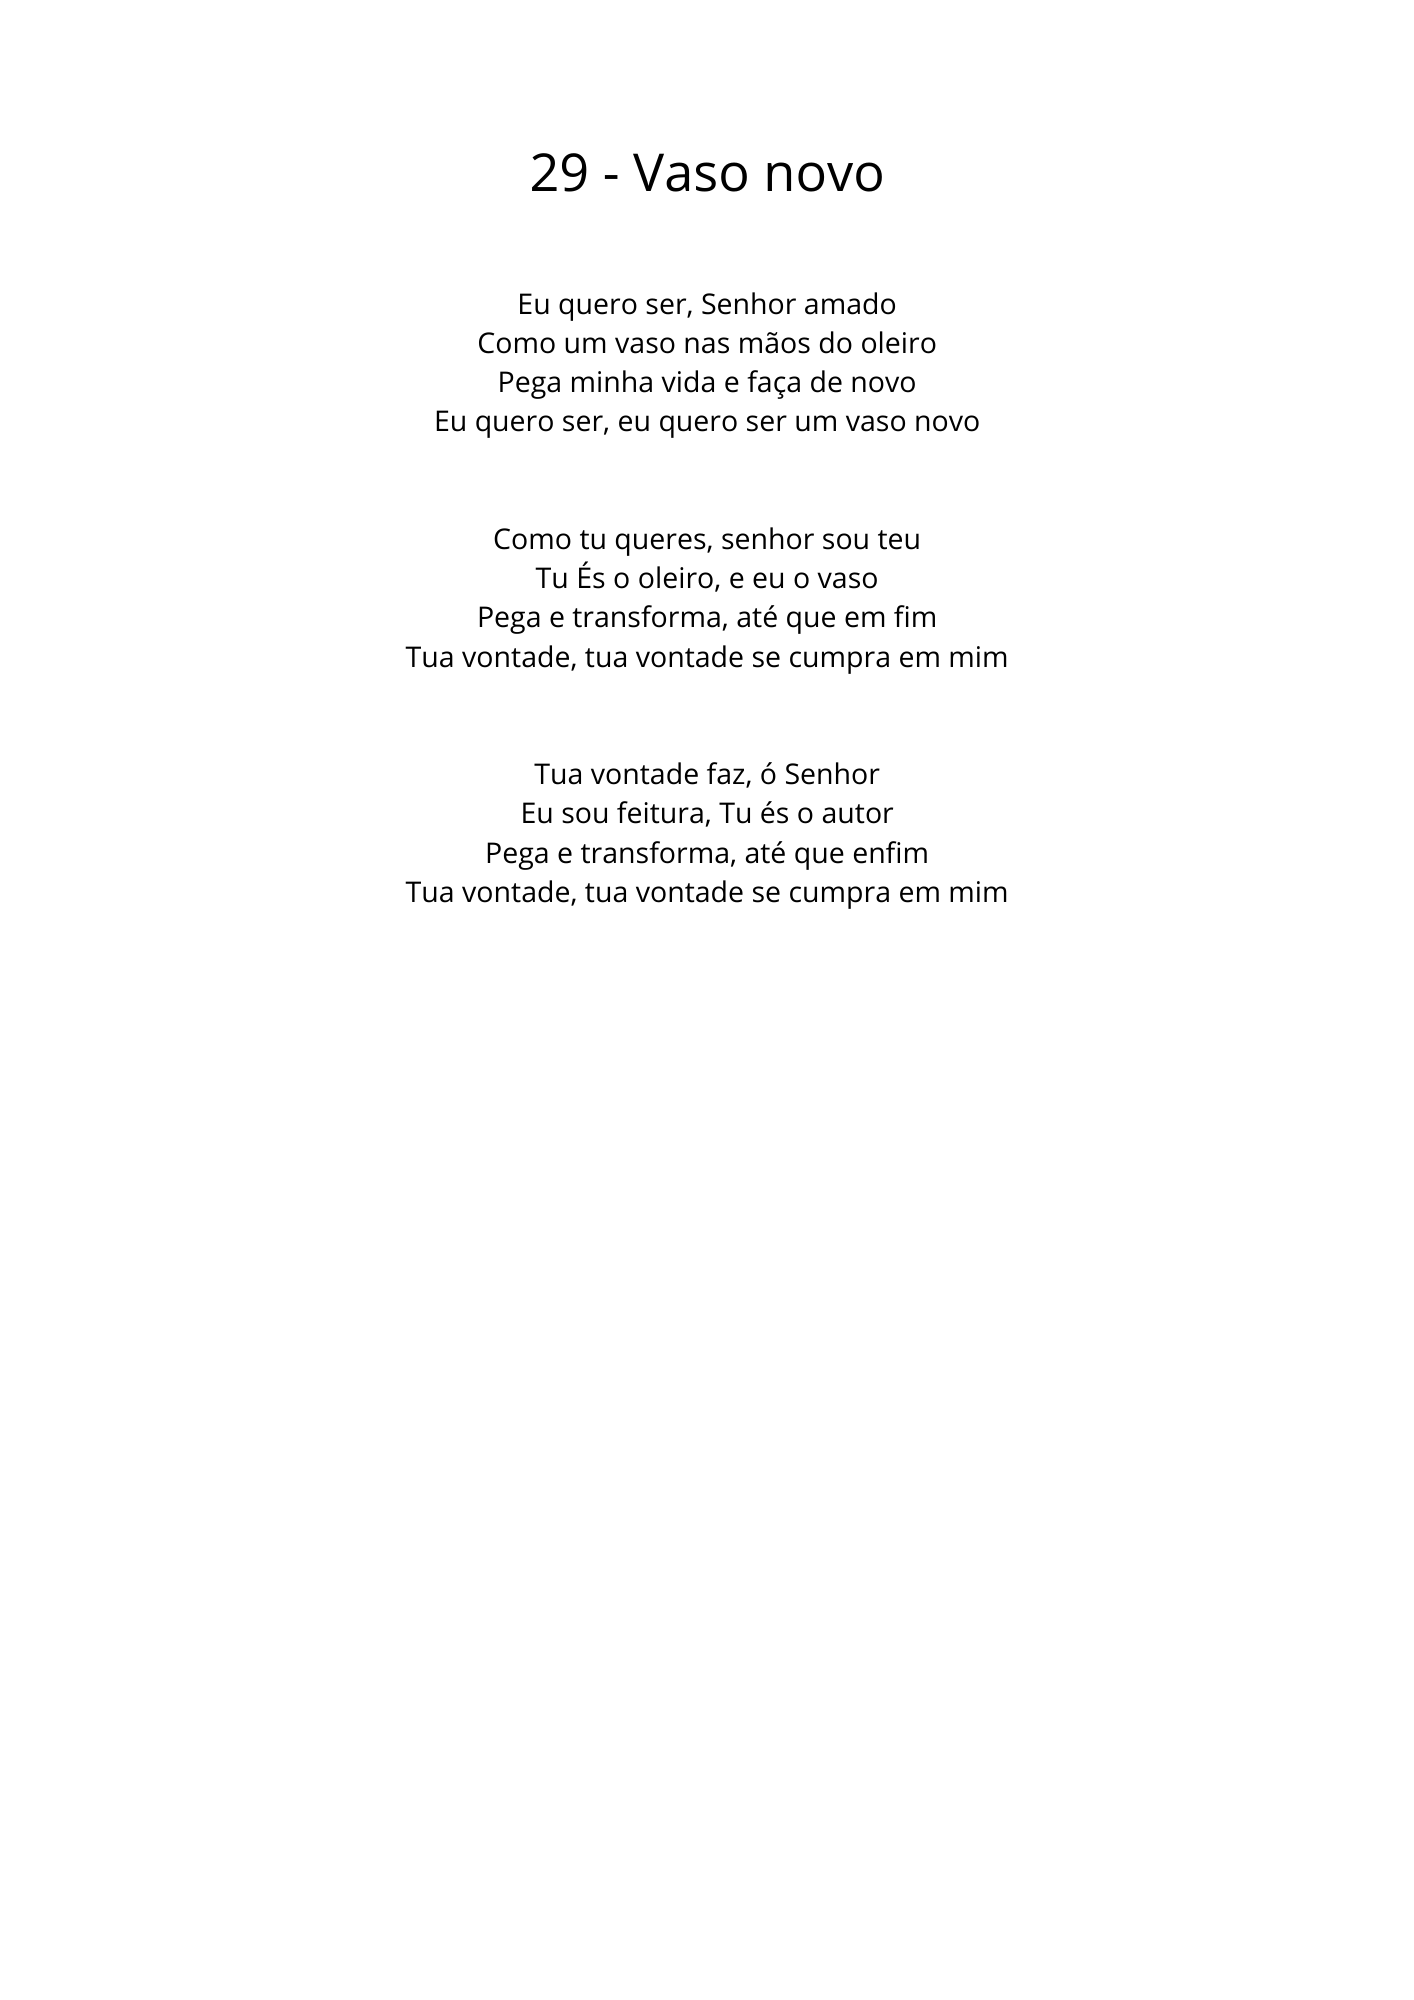 29 - Vaso novo
Eu quero ser, Senhor amado
Como um vaso nas mãos do oleiro
Pega minha vida e faça de novo
Eu quero ser, eu quero ser um vaso novo
Como tu queres, senhor sou teu
Tu És o oleiro, e eu o vaso
Pega e transforma, até que em fim
Tua vontade, tua vontade se cumpra em mim
Tua vontade faz, ó Senhor
Eu sou feitura, Tu és o autor
Pega e transforma, até que enfim
Tua vontade, tua vontade se cumpra em mim